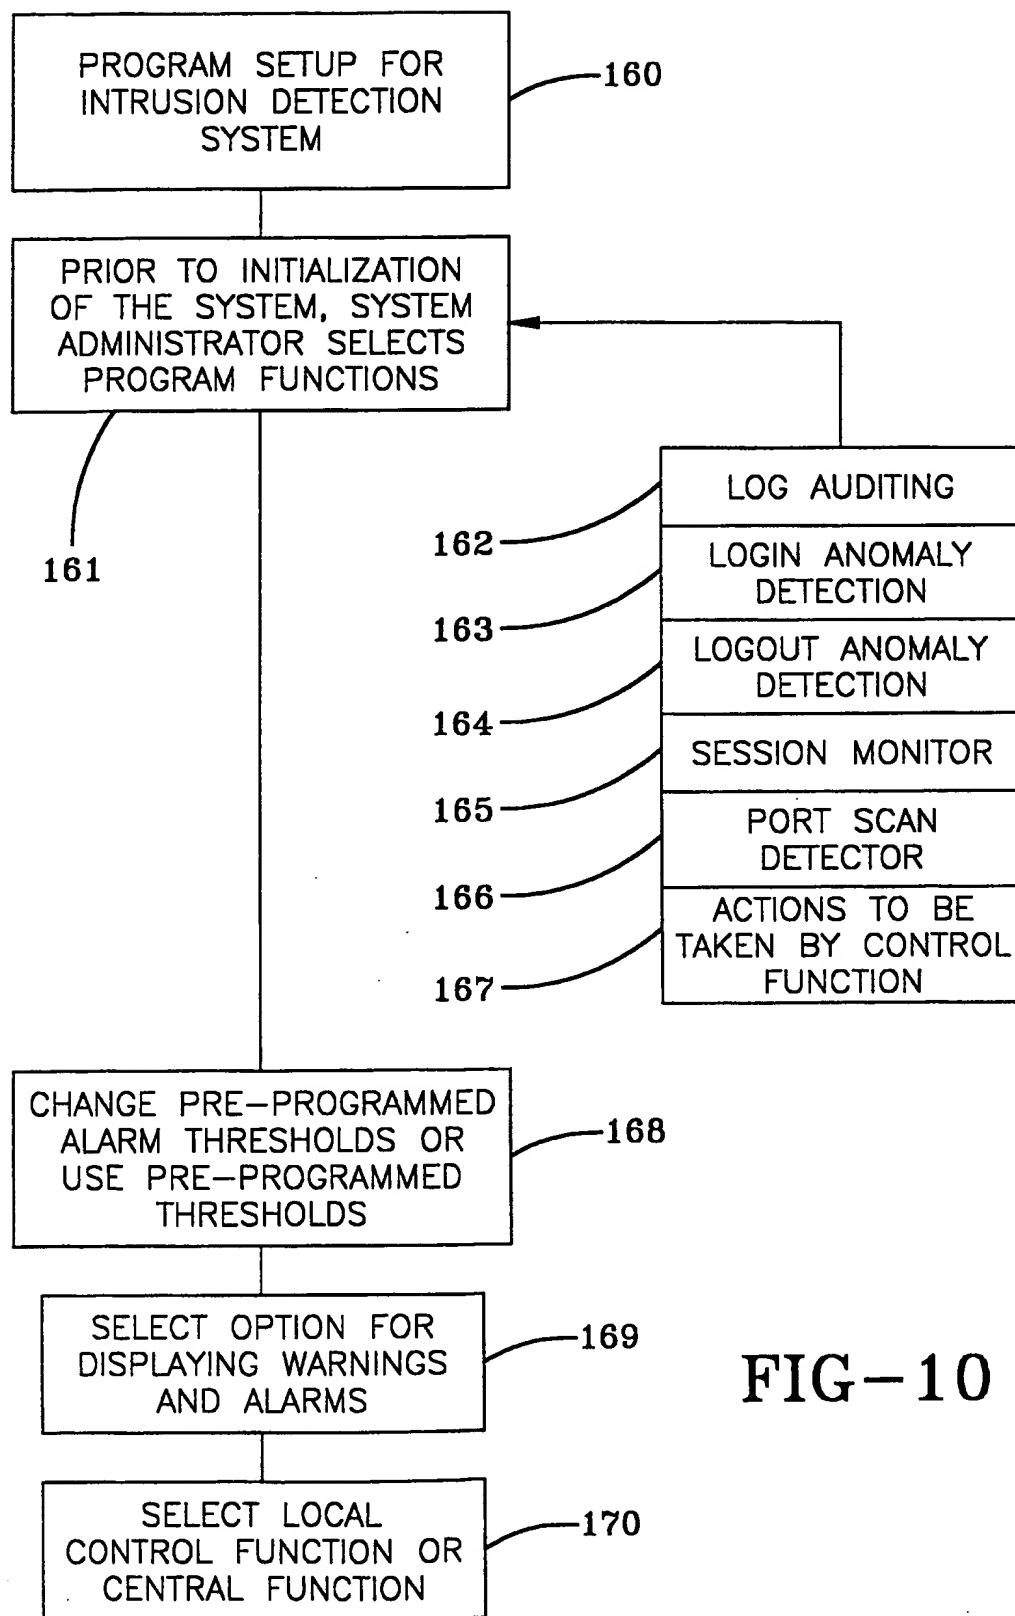 PROGRAM SETUP FOR
INTRUSION DETECTION
SYSTEM
160
PRIOR TO INITIALIZATION
OF THE SYSTEM, SYSTEM
ADMINISTRATOR SELECTS
PROGRAM FUNCTIONS
161
LOG AUDITING
162
LOGIN ANOMALY
DETECTION
163
LOGOUT ANOMALY
DETECTION
164
SESSION MONITOR
165
PORT SCAN
DETECTOR
166
ACTIONS TO BE
TAKEN BY CONTROL
FUNCTION
167
CHANGE PRE-PROGRAMMED
ALARM THRESHOLDS OR
USE PRE-PROGRAMMED
THRESHOLDS
168
SELECT OPTION FOR
DISPLAYING WARNINGS
AND ALARMS
169
FIG-10
SELECT LOCAL
CONTROL FUNCTION OR
CENTRAL FUNCTION
170